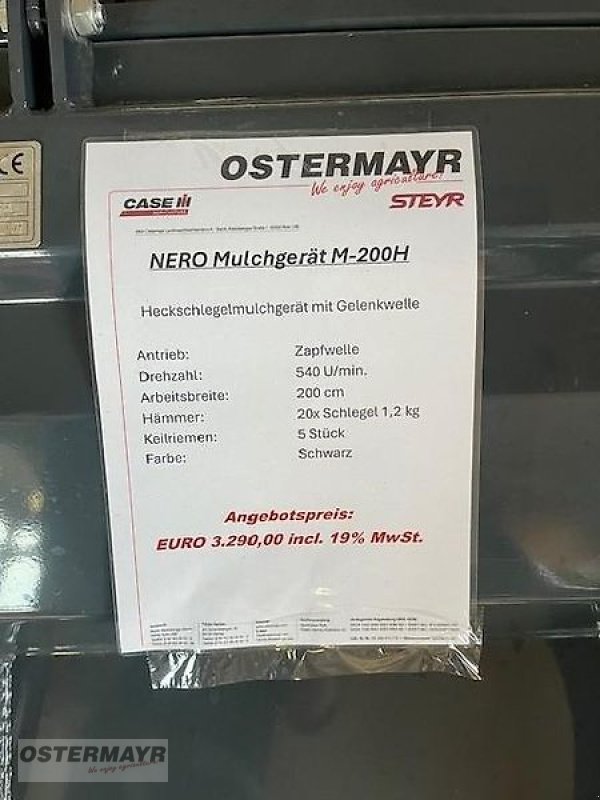 CE
OSTERMAYR
We enjoy agriculture!
CASE IH
STEYR
NERO Mulchgerät M-200H
Heckschlegelmulchgerät mit Gelenkwelle
Antrieb: Zapfwelle
Drehzahl: 540 U/min.
Arbeitsbreite: 200 cm
Hämmer: 20x Schlegel 1,2 kg
Keilriemen: 5 Stück
Farbe: Schwarz
Angebotspreis:
EURO 3.290,00 incl. 19% MwSt.
OSTERMAYR
We enjoy agriculture!